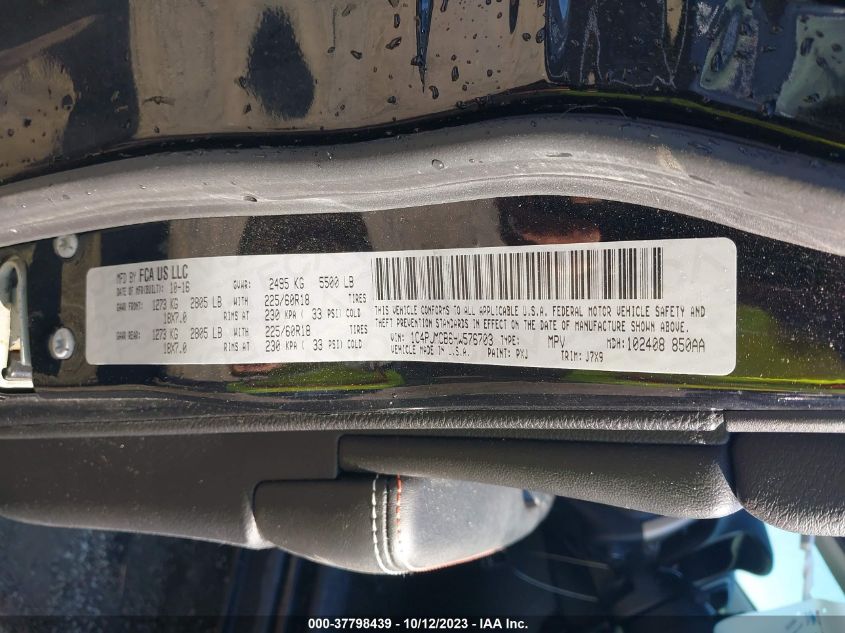 MFD BY FCA US LLC
DATE OF MFR(BUILT): 10-16 GVWR: 2495 KG 5500 LB
GAWR FRONT: 1273 KG 2805 LB WITH 225/60R18 TIRES
18X7.0 RIMS AT 230 KPA ( 33 PSI) COLD
GAWR REAR: 1273 KG 2805 LB WITH 225/60R18 TIRES
18X7.0 RIMS AT 230 KPA ( 33 PSI) COLD
THIS VEHICLE CONFORMS TO ALL APPLICABLE U.S.A. FEDERAL MOTOR VEHICLE SAFETY AND
THEFT PREVENTION STANDARDS IN EFFECT ON THE DATE OF MANUFACTURE SHOWN ABOVE.
VIN: 1C4PJMCB6HW576703 TYPE: MPV MDH: 102408 850AA
VEHICLE MADE IN U.S.A. PAINT: PXJ TRIM: J7X9
000-37798439 - 10/12/2023 - IAA Inc.